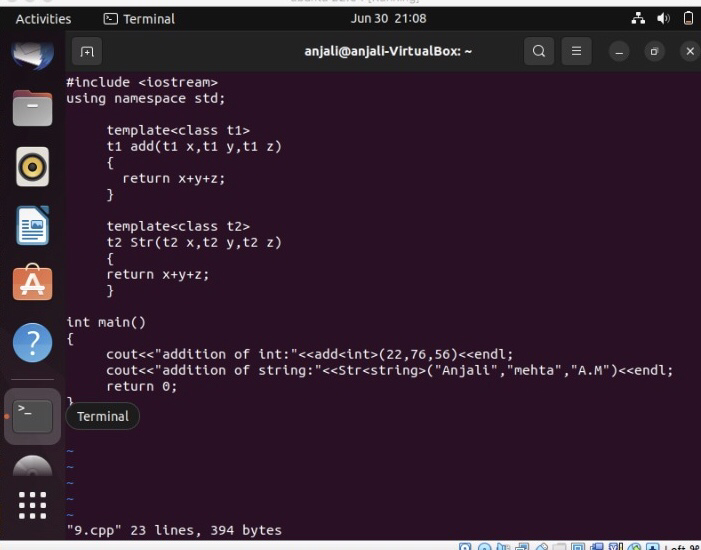 Activities Terminal Jun 30 21:08
anjali@anjali-VirtualBox: ~
#include <iostream>
using namespace std;
template<class t1>
t1 add(t1 x,t1 y,t1 z)
{
return x+y+z;
}
template<class t2>
t2 Str(t2 x,t2 y,t2 z)
{
return x+y+z;
}
int main()
{
cout<<"addition of int:"<<add<int>(22,76,56)<<endl;
cout<<"addition of string:"<<Str<string>("Anjali","mehta","A.M")<<endl;
return 0;
}
Terminal
~
~
~
~
~
"9.cpp" 23 lines, 394 bytes
Left ⌘